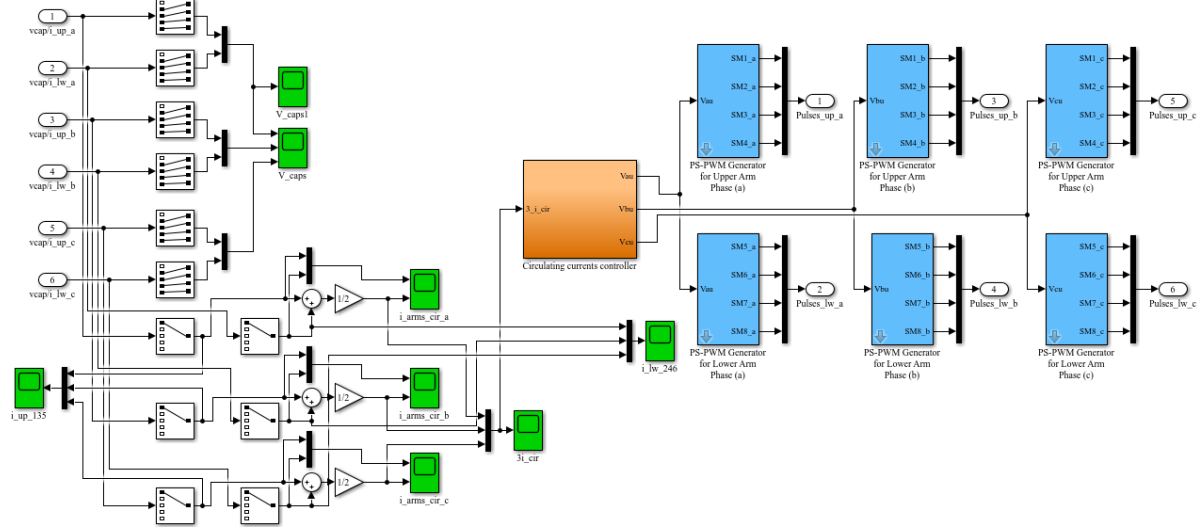 1
vcap/i_up_a
2
vcap/i_lw_a
3
vcap/i_up_b
4
vcap/i_lw_b
5
vcap/i_up_c
6
vcap/i_lw_c
V_caps1
V_caps
1/2
i_arms_cir_a
i_up_135
1/2
i_arms_cir_b
1/2
i_arms_cir_c
3i_cir
i_lw_246
3_i_cir
Vau
Vbu
Vcu
Circulating currents controller
Vau
SM1_a
SM2_a
SM3_a
SM4_a
PS-PWM Generator
for Upper Arm
Phase (a)
1
Pulses_up_a
Vbu
SM1_b
SM2_b
SM3_b
SM4_b
PS-PWM Generator
for Upper Arm
Phase (b)
3
Pulses_up_b
Vcu
SM1_c
SM2_c
SM3_c
SM4_c
PS-PWM Generator
for Upper Arm
Phase (c)
5
Pulses_up_c
Vau
SM5_a
SM6_a
SM7_a
SM8_a
PS-PWM Generator
for Lower Arm
Phase (a)
2
Pulses_lw_a
Vbu
SM5_b
SM6_b
SM7_b
SM8_b
PS-PWM Generator
for Lower Arm
Phase (b)
4
Pulses_lw_b
Vcu
SM5_c
SM6_c
SM7_c
SM8_c
PS-PWM Generator
for Lower Arm
Phase (c)
6
Pulses_lw_c